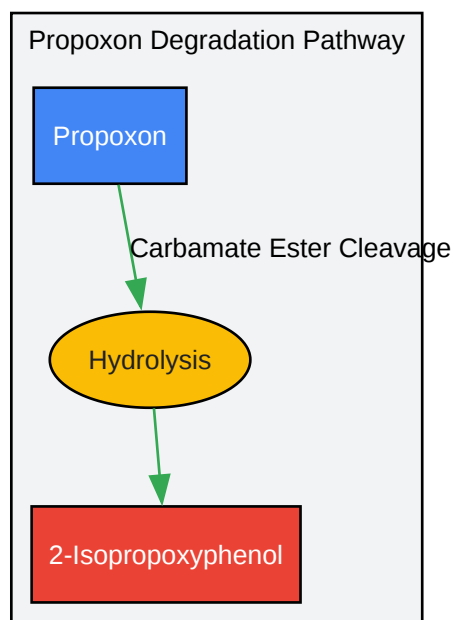 Propoxon Degradation Pathway
Propoxon
Carbamate Ester Cleavage
Hydrolysis
2-Isopropoxyphenol